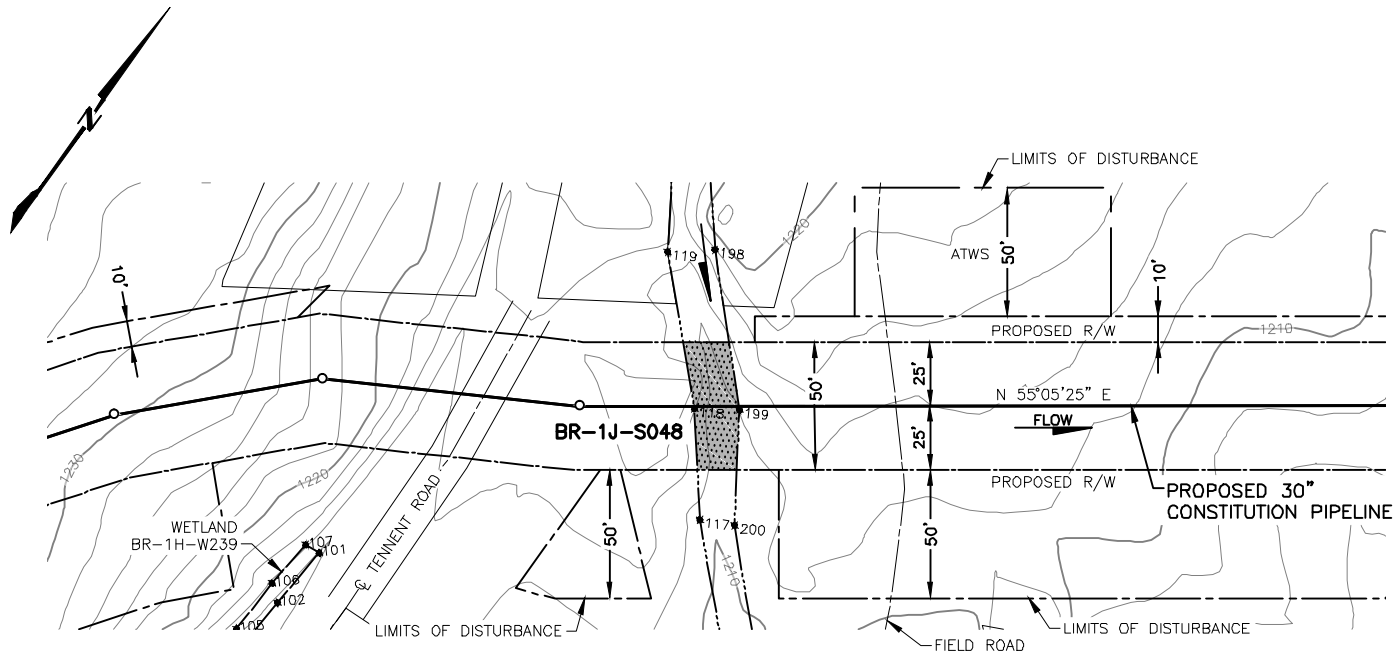 N
LIMITS OF DISTURBANCE
1220
119
198
10'
ATWS
50'
10'
PROPOSED R/W
1210
50'
25'
N 55°05'25" E
118
199
FLOW
BR-1J-S048
25'
1230
1220
PROPOSED R/W
PROPOSED 30"
CONSTITUTION PIPELINE
WETLAND
BR-1H-W239
117
200
50'
50'
107
101
106
102
105
℄ TENNENT ROAD
1210
LIMITS OF DISTURBANCE
LIMITS OF DISTURBANCE
FIELD ROAD